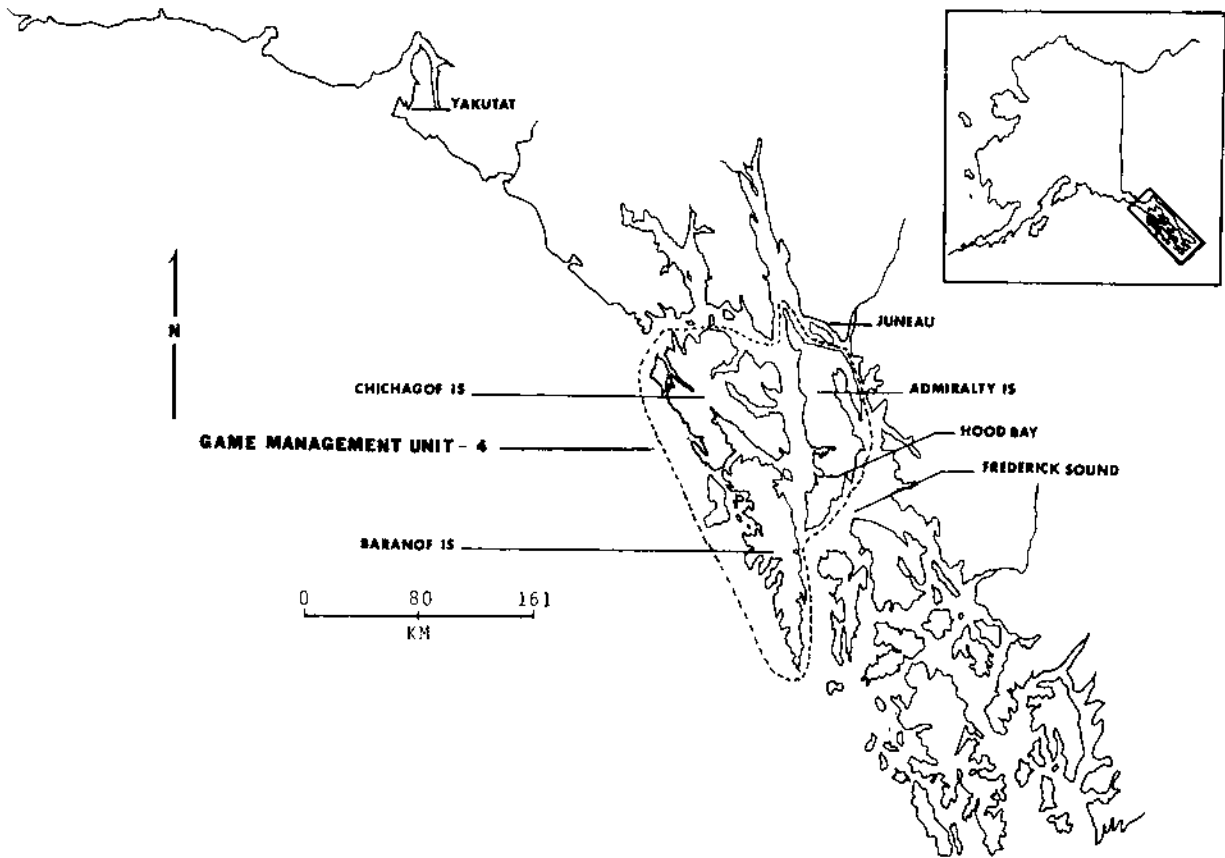 YAKUTAT
JUNEAU
N
CHICHAGOF IS
ADMIRALTY IS
HOOD BAY
GAME MANAGEMENT UNIT - 4
FREDERICK SOUND
BARANOF IS
0 80 161
KM